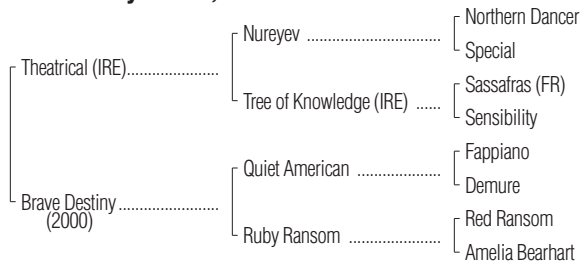 Northern Dancer
Nureyev ..........................
Special
Theatrical (IRE).......................
Sassafras (FR)
Tree of Knowledge (IRE) ......
Sensibility
Fappiano
Quiet American ....................
Demure
Brave Destiny .........................
(2000)
Red Ransom
Ruby Ransom ......................
Amelia Bearhart